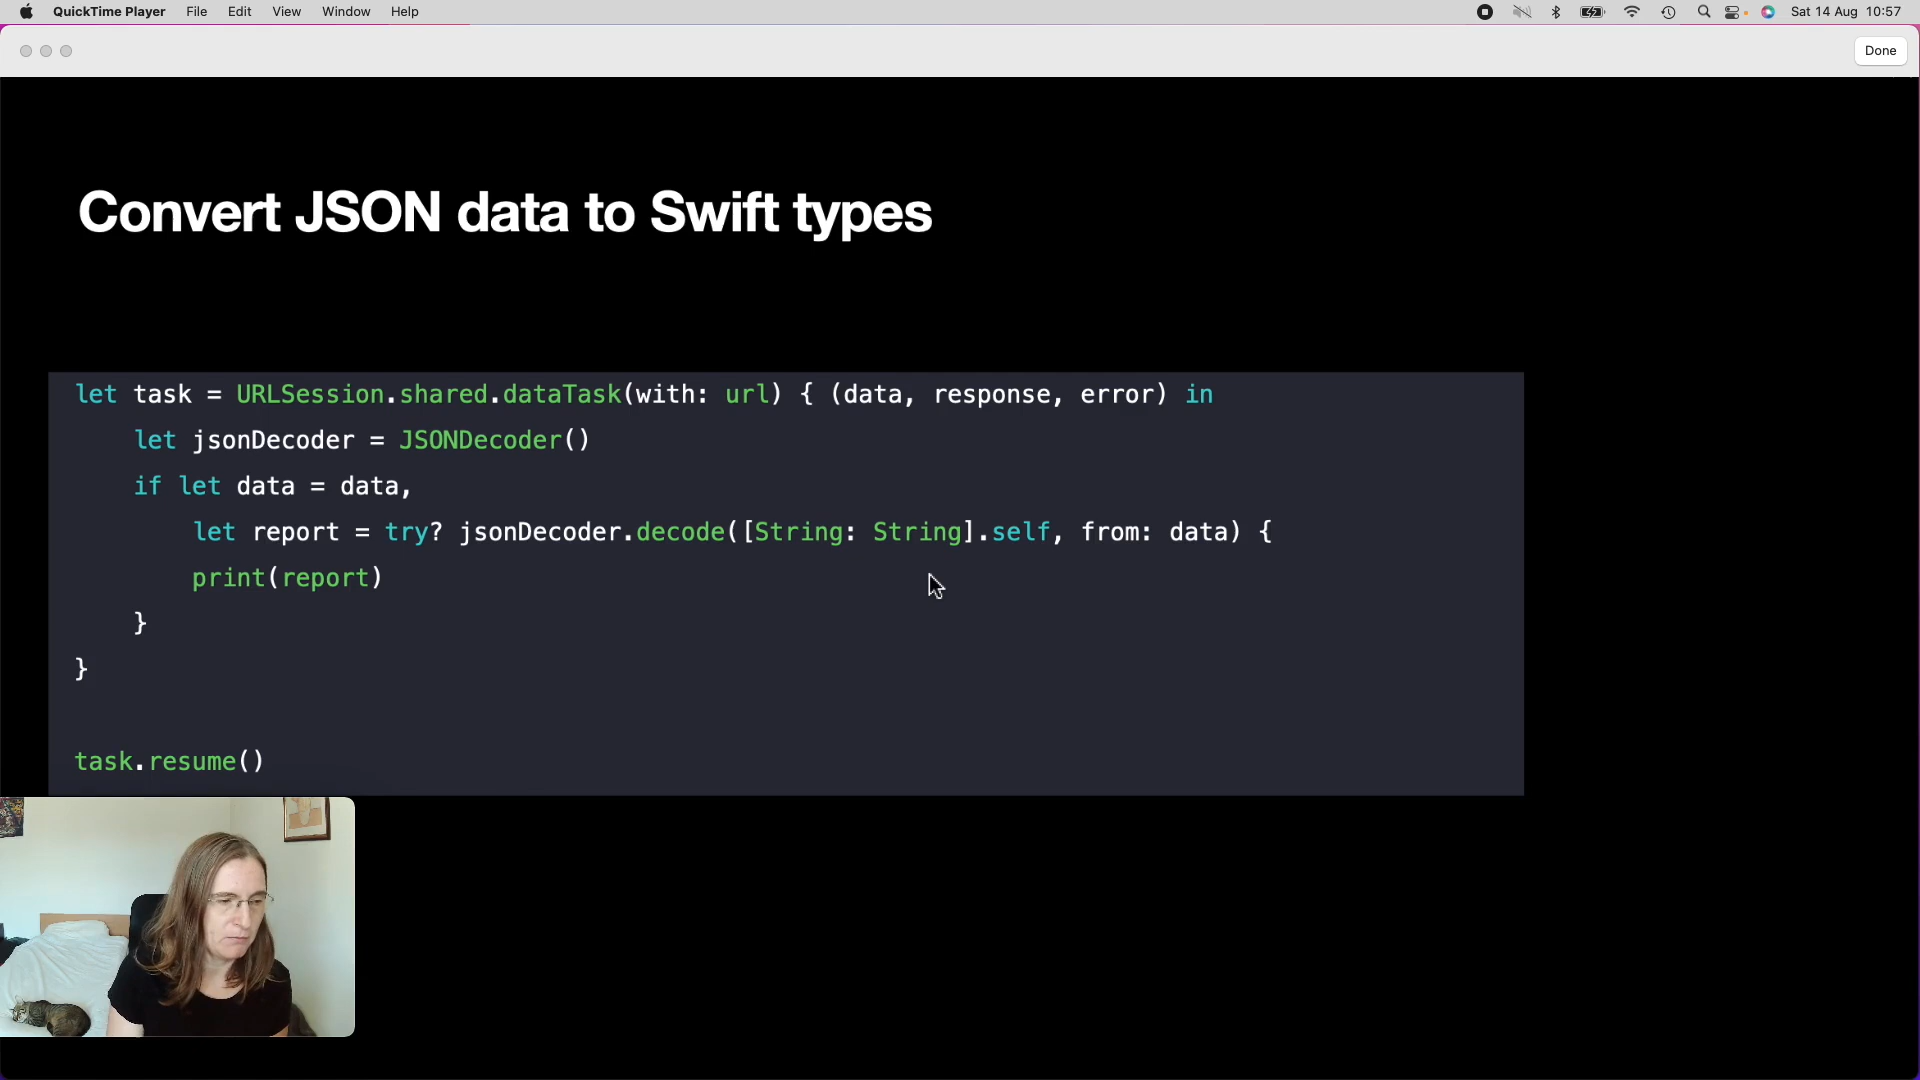 QuickTime Player File Edit View Window Help Sat 14 Aug 10:57
Done
Convert JSON data to Swift types
let task = URLSession.shared.dataTask(with: url) { (data, response, error) in
    let jsonDecoder = JSONDecoder()
    if let data = data,
        let report = try? jsonDecoder.decode([String: String].self, from: data) {
        print(report)
    }
}
task.resume()